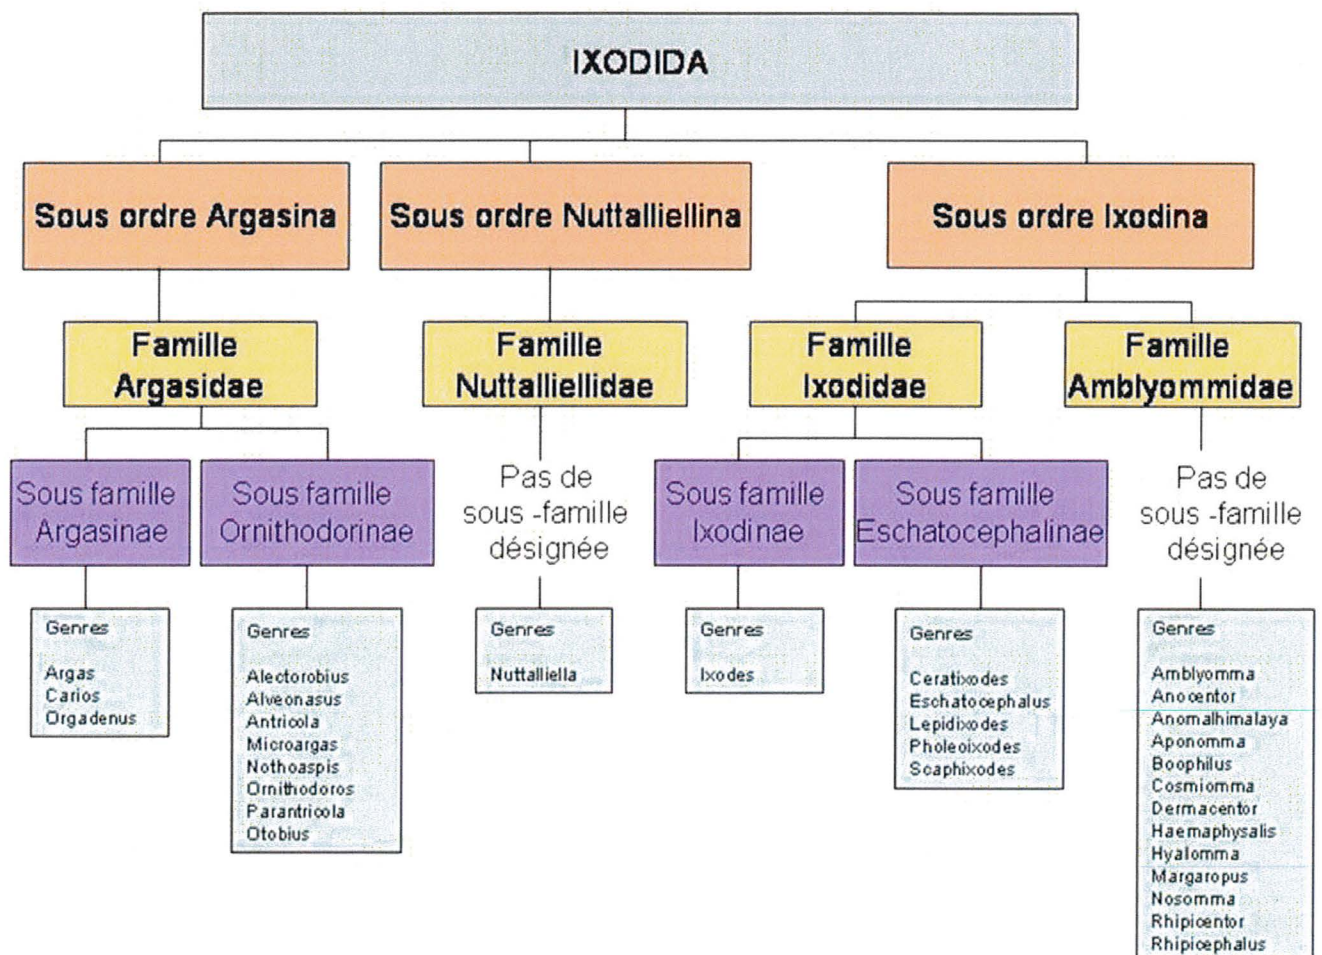 IXODIDA
Sous ordre Argasina
Sous ordre Nuttalliellina
Sous ordre Ixodina
Famille
Argasidae
Famille
Nuttalliellidae
Famille
Ixodidae
Famille
Amblyommidae
Sous famille
Argasinae
Sous famille
Ornithodorinae
Pas de
sous -famille
désignée
Sous famille
Ixodinae
Sous famille
Eschatocephalinae
Pas de
sous -famille
désignée
Genres
Argas
Carios
Orgadenus
Genres
Alectorobius
Alveonasus
Antricola
Microargas
Nothoaspis
Ornithodoros
Parantricola
Otobius
Genres
Nuttalliella
Genres
Ixodes
Genres
Ceratixodes
Eschatocephalus
Lepidixodes
Pholeoixodes
Scaphixodes
Genres
Amblyomma
Anocentor
Anomalhimalaya
Aponomma
Boophilus
Cosmiomma
Dermacentor
Haemaphysalis
Hyalomma
Margaropus
Nosomma
Rhipicentor
Rhipicephalus